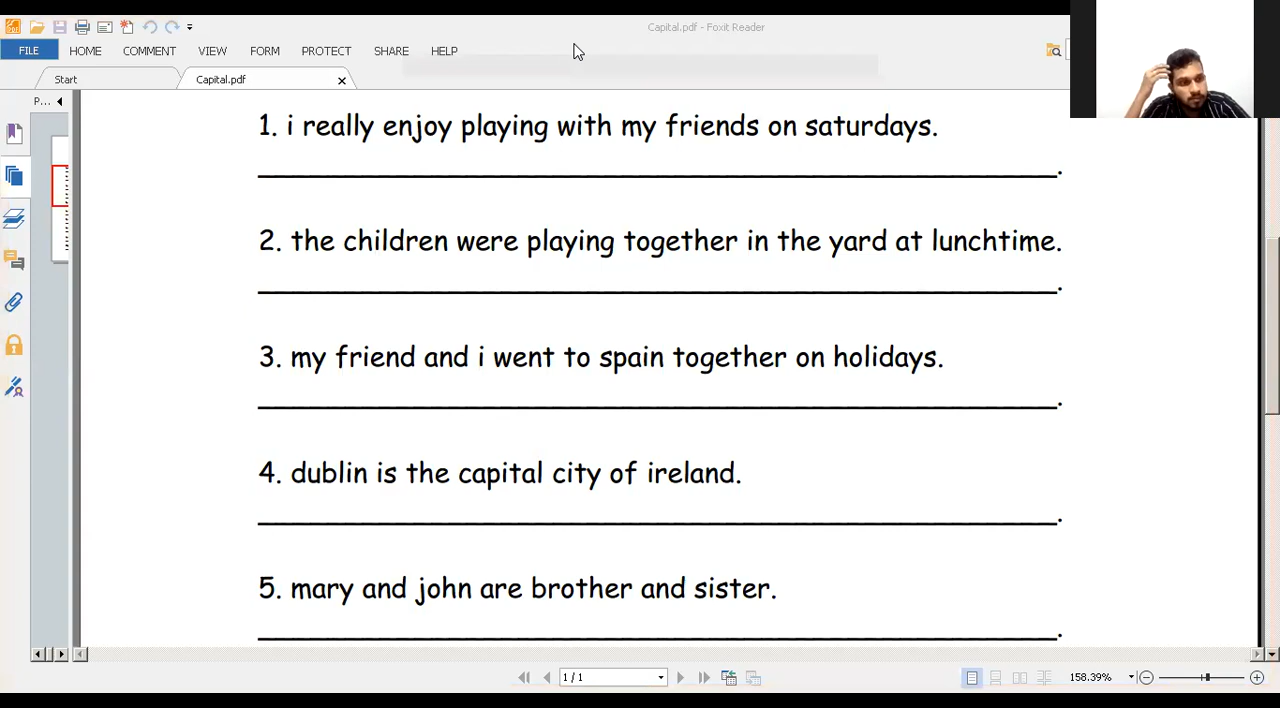 Capital.pdf - Foxit Reader
FILE HOME COMMENT VIEW FORM PROTECT SHARE HELP
Start Capital.pdf
P...
1. i really enjoy playing with my friends on saturdays.
2. the children were playing together in the yard at lunchtime.
3. my friend and i went to spain together on holidays.
4. dublin is the capital city of ireland.
5. mary and john are brother and sister.
1 / 1
158.39%